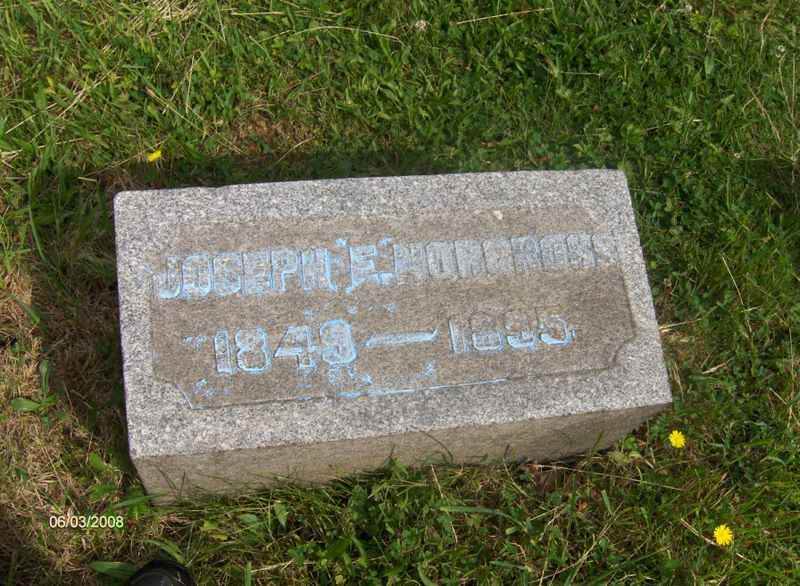 JOSEPH E. NORCROSS
1849 — 1895
06/03/2008